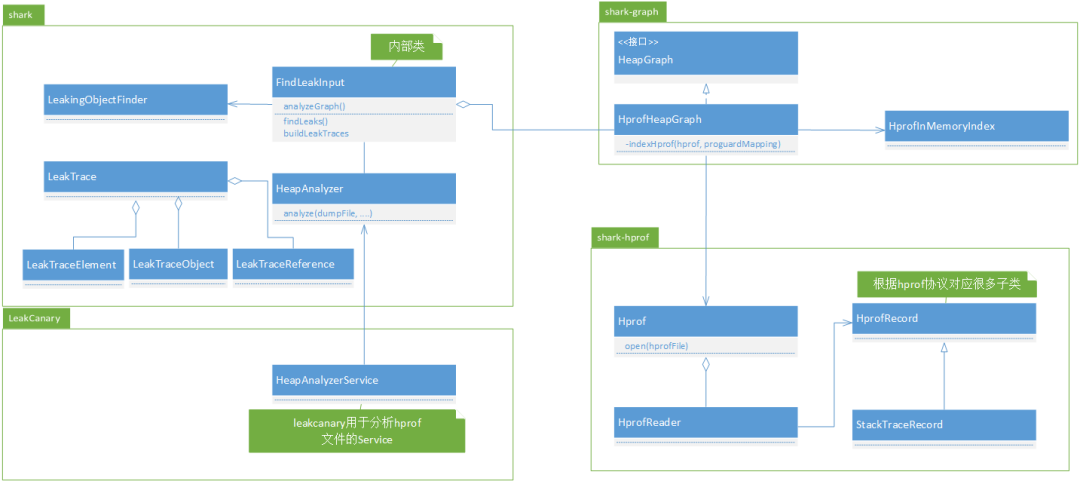 shark
内部类
FindLeakInput
analyzeGraph()
findLeaks()
buildLeakTraces
LeakingObjectFinder
LeakTrace
HeapAnalyzer
analyze(dumpFile, ....)
LeakTraceElement
LeakTraceObject
LeakTraceReference
LeakCanary
HeapAnalyzerService
leakcanary用于分析hprof
文件的Service
shark-graph
<<接口>>
HeapGraph
HprofHeapGraph
-indexHprof(hprof, proguardMapping)
HprofInMemoryIndex
shark-hprof
根据hprof协议对应很多子类
Hprof
open(hprofFile)
HprofRecord
HprofReader
StackTraceRecord